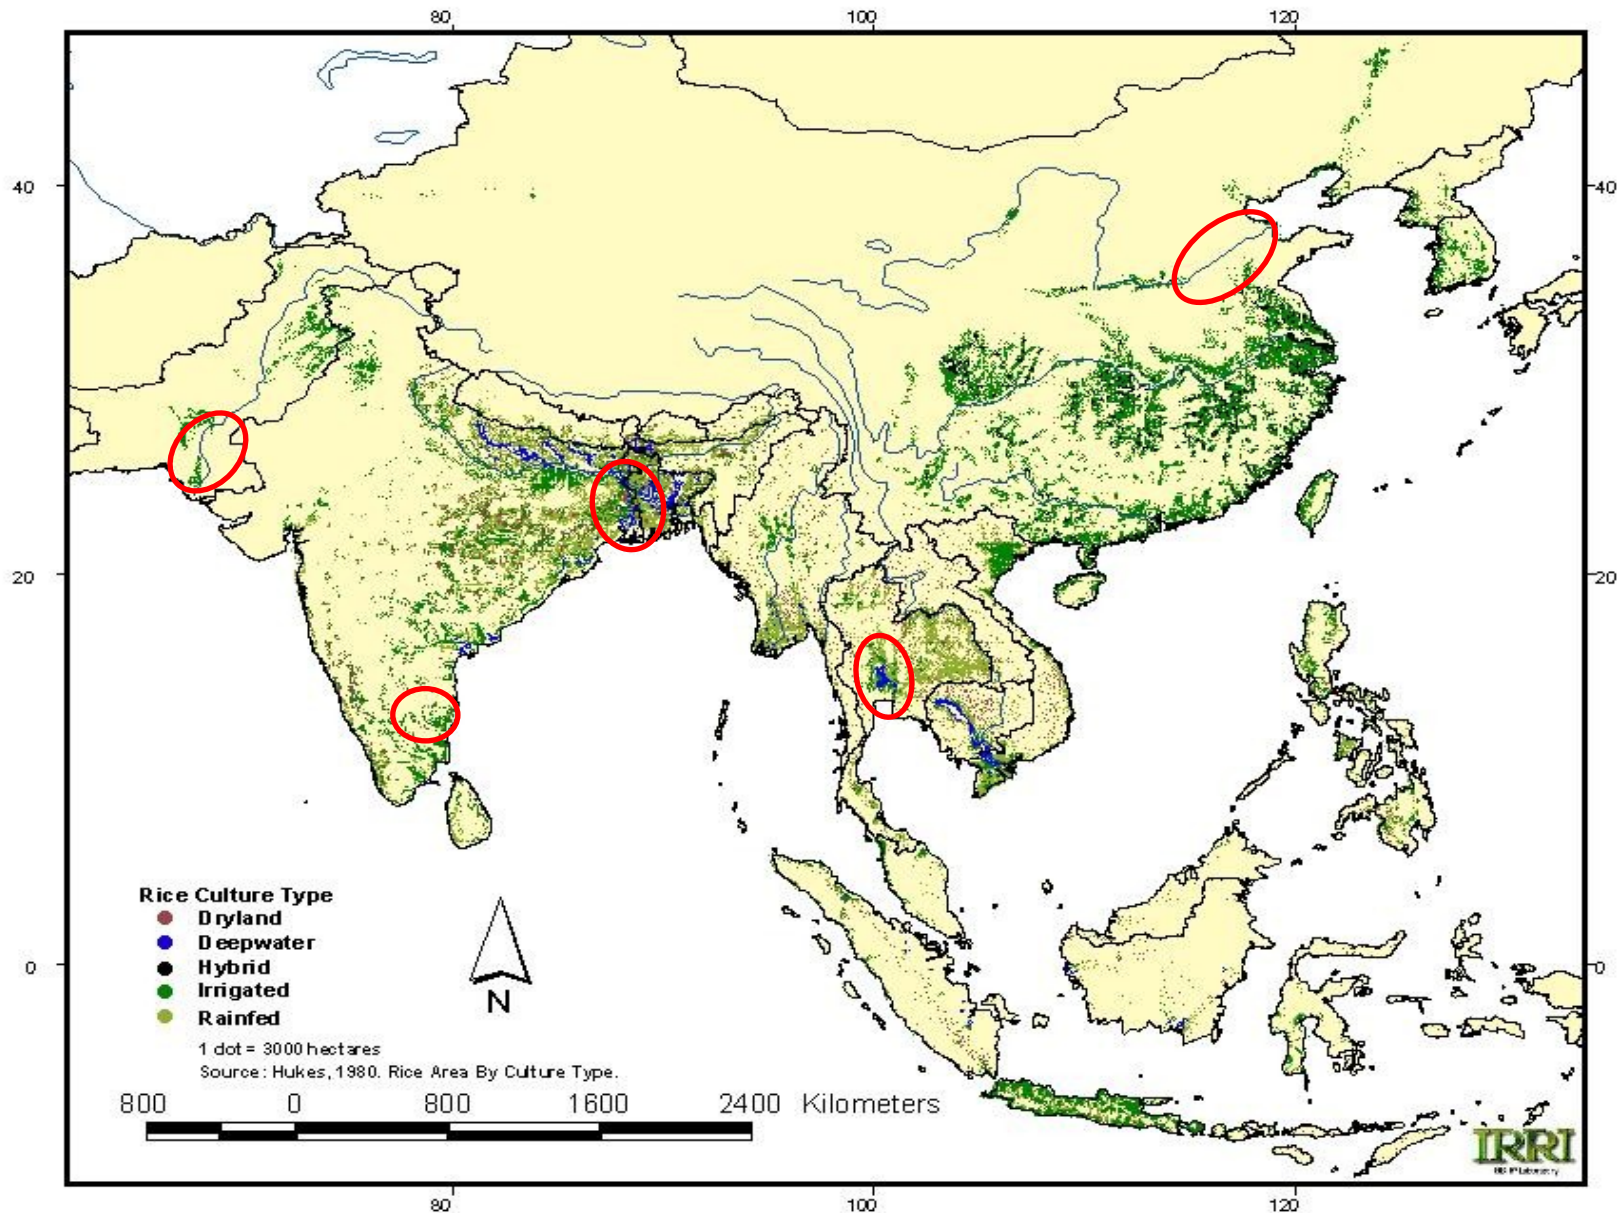 80 100 120
40 40
20 20
0 0
Rice Culture Type
Dryland
Deepwater
Hybrid
Irrigated
Rainfed
N
1 dot = 3000 hectares
Source: Hukes, 1980. Rice Area By Culture Type.
800 0 800 1600 2400 Kilometers
IRRI
80 100 120